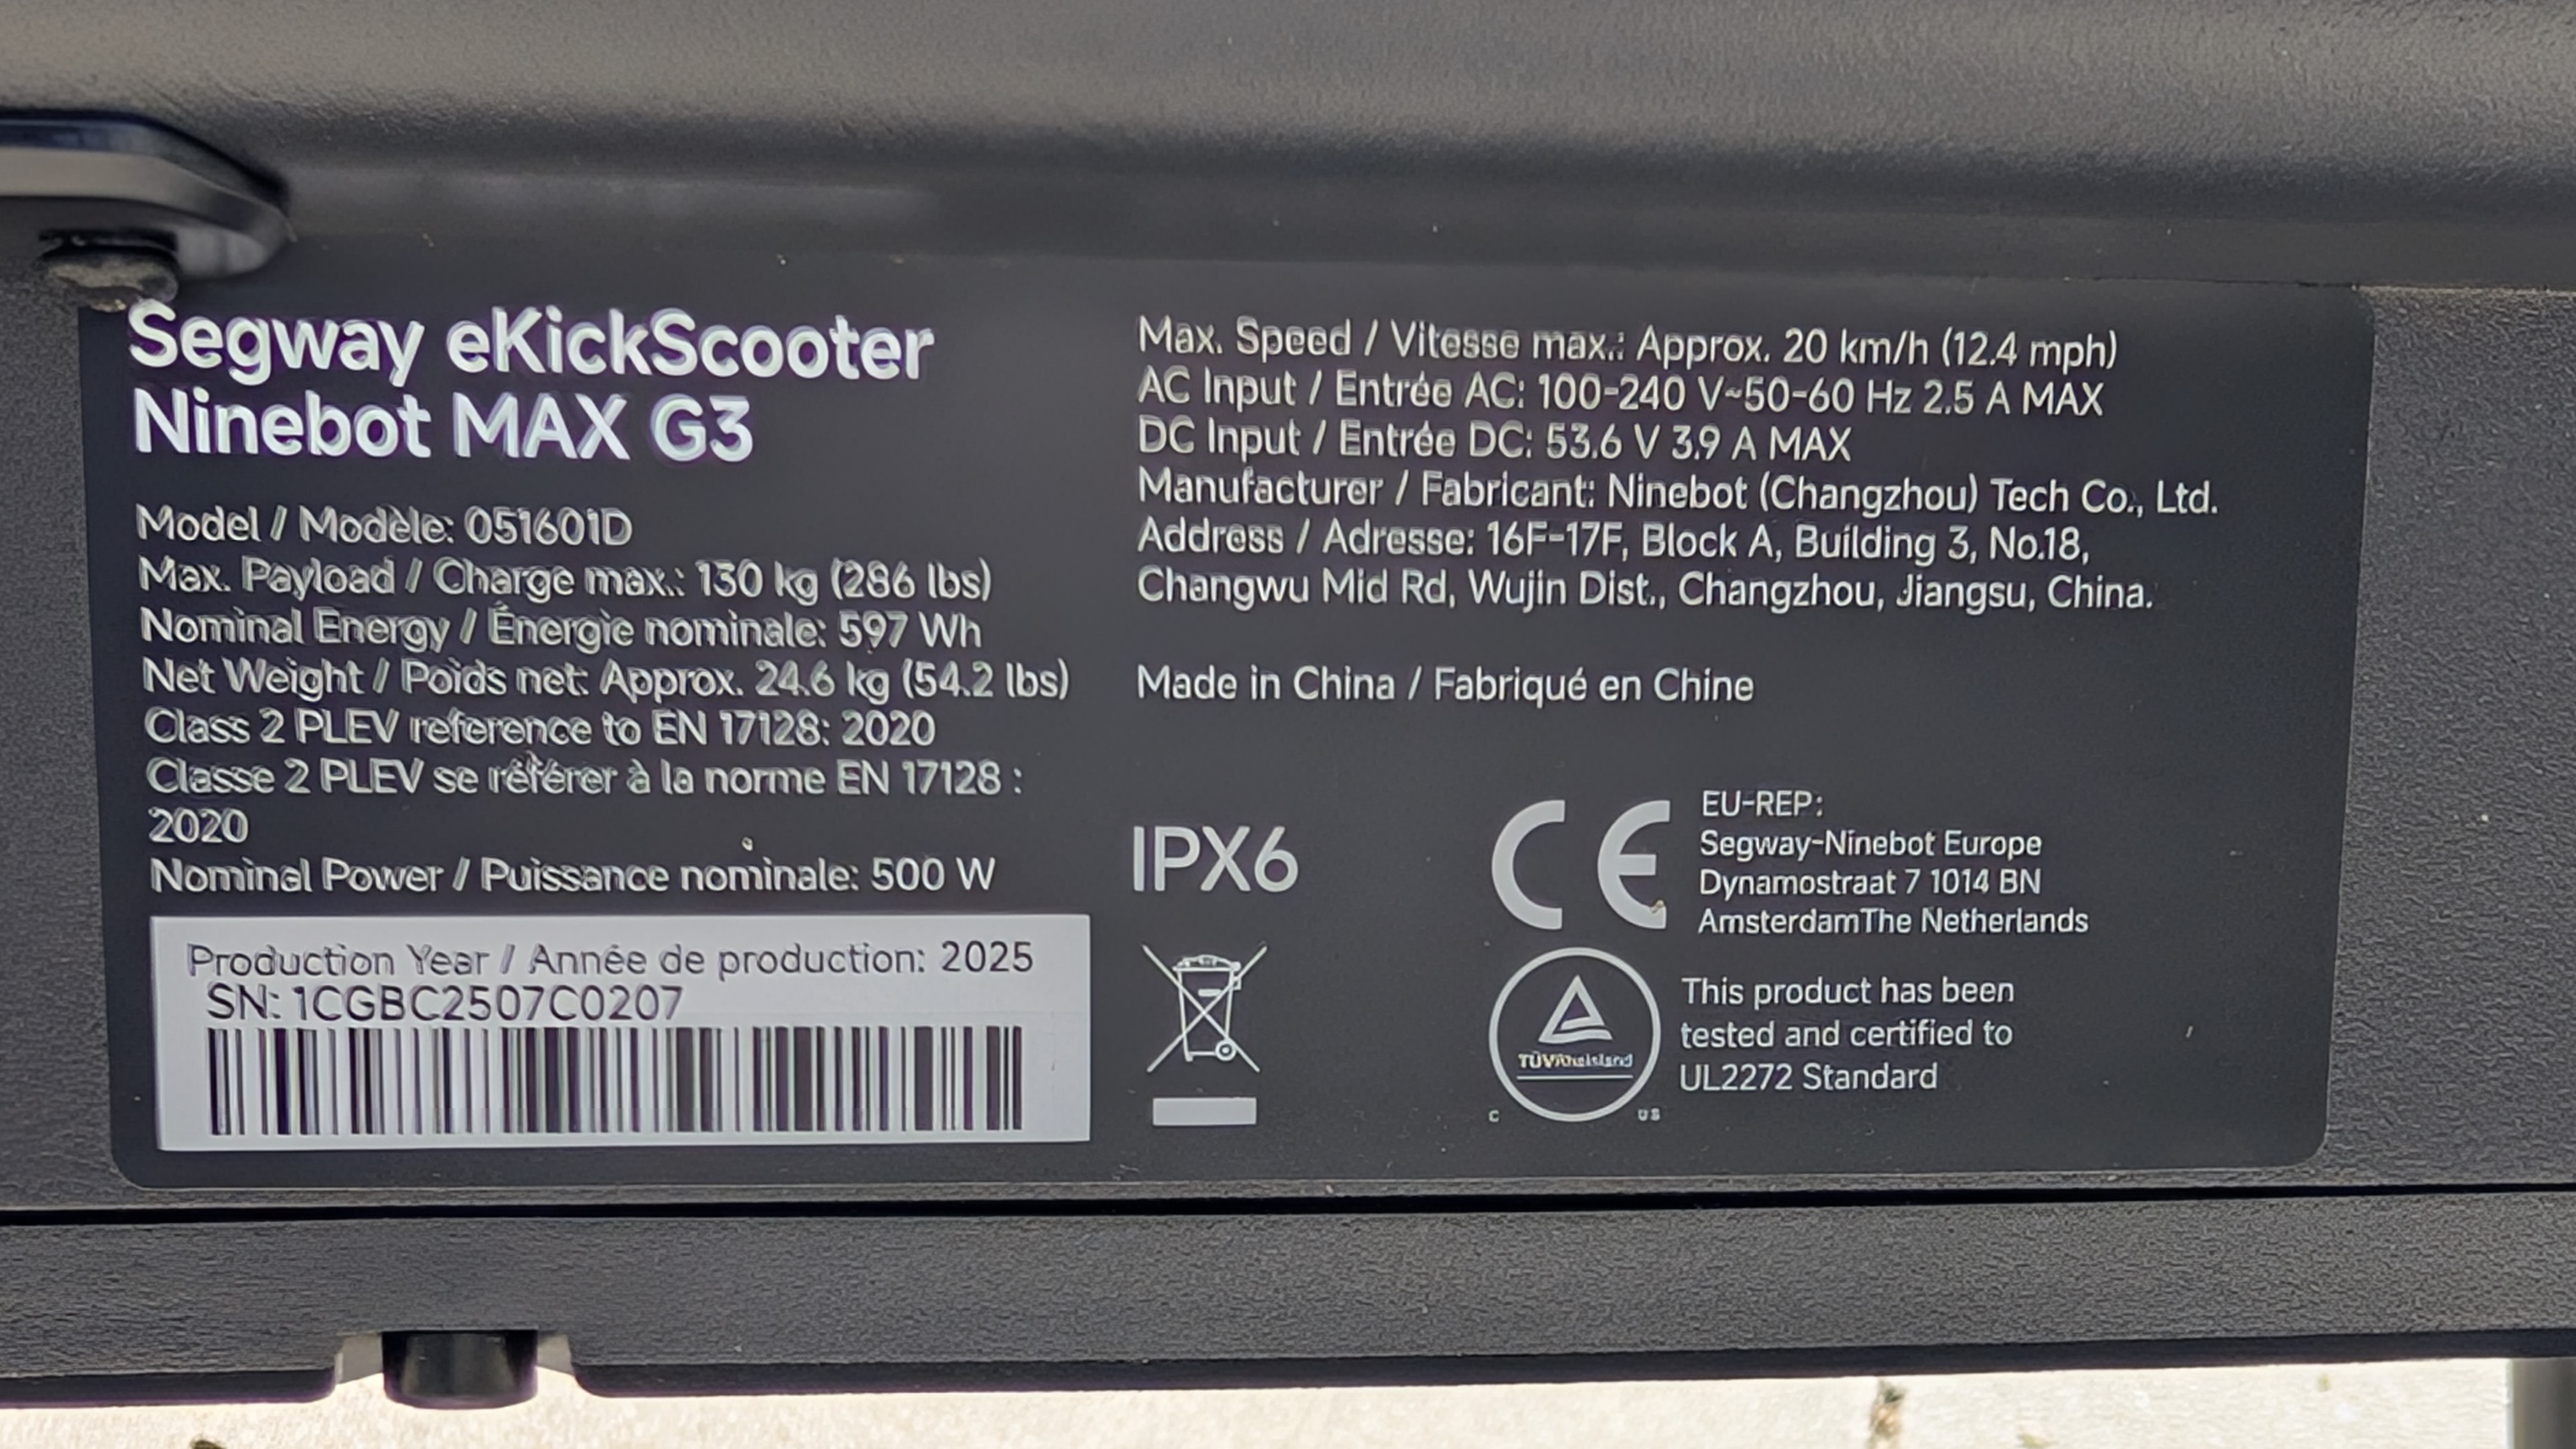 Segway eKickScooter
Ninebot MAX G3
Model / Modèle: 051601D
Max. Payload / Charge max.: 130 kg (286 lbs)
Nominal Energy / Énergie nominale: 597 Wh
Net Weight / Poids net: Approx. 24.6 kg (54.2 lbs)
Class 2 PLEV reference to EN 17128: 2020
Classe 2 PLEV se référer à la norme EN 17128 :
2020
Nominal Power / Puissance nominale: 500 W
Production Year / Année de production: 2025
SN: 1CGBC2507C0207
Max. Speed / Vitesse max.: Approx. 20 km/h (12.4 mph)
AC Input / Entrée AC: 100-240 V~50-60 Hz 2.5 A MAX
DC Input / Entrée DC: 53.6 V 3.9 A MAX
Manufacturer / Fabricant: Ninebot (Changzhou) Tech Co., Ltd.
Address / Adresse: 16F-17F, Block A, Building 3, No.18,
Changwu Mid Rd, Wujin Dist., Changzhou, Jiangsu, China.
Made in China / Fabriqué en Chine
IPX6
CE
EU-REP:
Segway-Ninebot Europe
Dynamostraat 7 1014 BN
AmsterdamThe Netherlands
TÜVRheinland
C US
This product has been
tested and certified to
UL2272 Standard